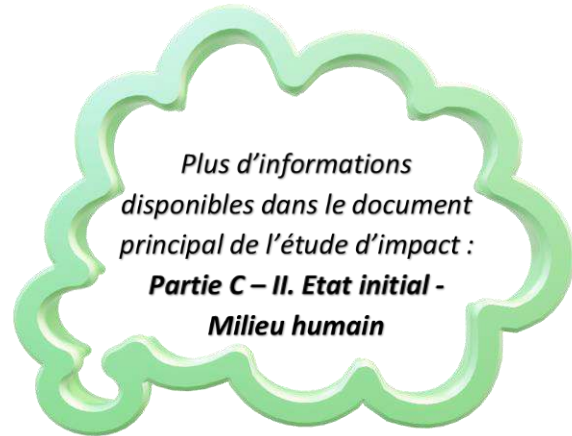 Plus d’informations
disponibles dans le document
principal de l’étude d’impact :
Partie C – II. Etat initial -
Milieu humain